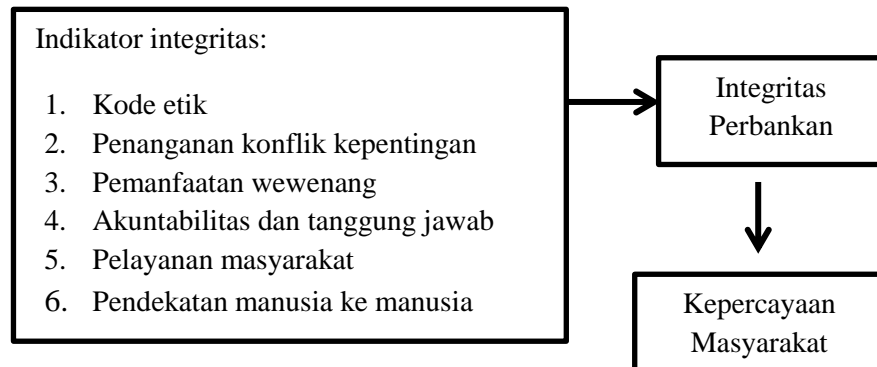 Indikator integritas:
1. Kode etik
2. Penanganan konflik kepentingan
3. Pemanfaatan wewenang
4. Akuntabilitas dan tanggung jawab
5. Pelayanan masyarakat
6. Pendekatan manusia ke manusia
Integritas
Perbankan
Kepercayaan
Masyarakat